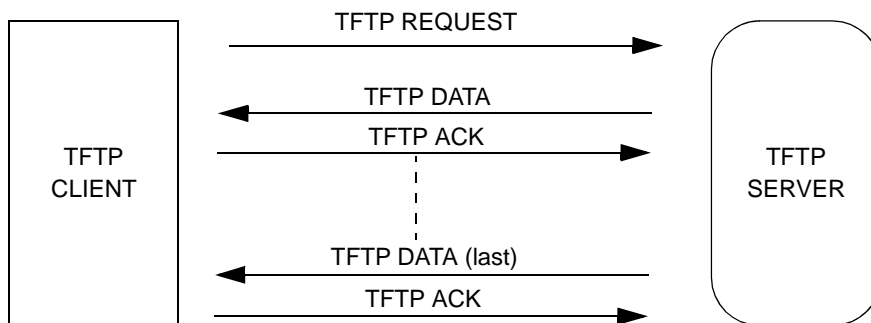 TFTP REQUEST
TFTP DATA
TFTP ACK
TFTP
CLIENT
TFTP
SERVER
TFTP DATA (last)
TFTP ACK